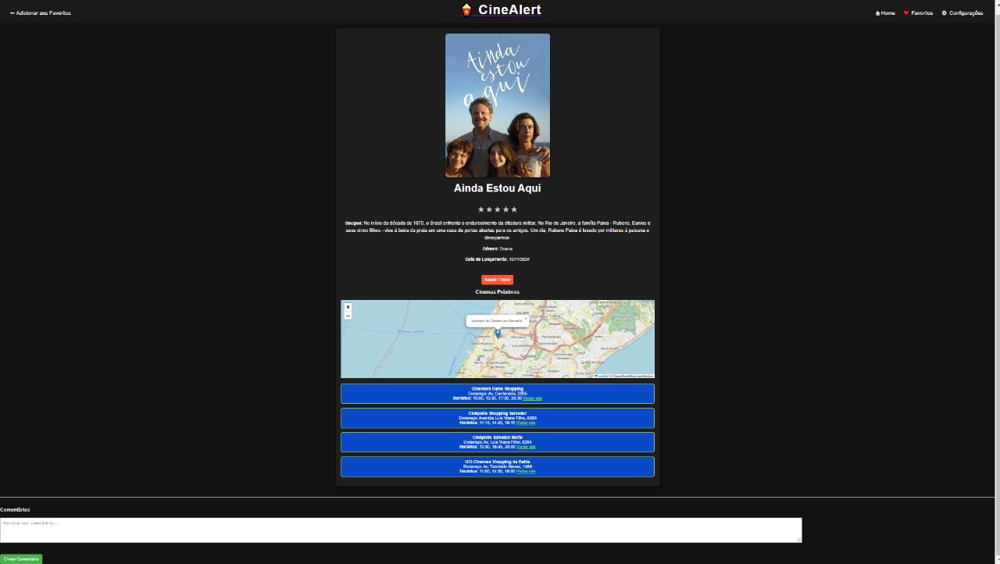 ⬅ Adicionar aos Favoritos
🍿 CineAlert
🏠 Home ❤ Favoritos ⚙ Configurações
Ainda
estou
aqui
Ainda Estou Aqui
★ ★ ★ ★ ★
Sinopse: No início da década de 1970, o Brasil enfrenta o endurecimento da ditadura militar. No Rio de Janeiro, a família Paiva - Rubens, Eunice e
seus cinco filhos - vive à beira da praia em uma casa de portas abertas para os amigos. Um dia, Rubens Paiva é levado por militares à paisana e
desaparece.
Gênero: Drama
Data de Lançamento: 10/11/2024
Assistir Trailer
Cinemas Próximos
+
−
Exemplo de Cinema em Salvador ×
Leaflet | © OpenStreetMap contributors
Cinemark Barra Shopping
Endereço: Av. Centenário, 2955
Horários: 10:00, 13:30, 17:00, 20:30 Visitar site
Cinépolis Shopping Salvador
Endereço: Avenida Luis Viana Filho, 8280
Horários: 11:15, 14:45, 18:15 Visitar site
Cinépolis Salvador Norte
Endereço: Av. Luis Viana Filho, 8284
Horários: 13:30, 16:45, 20:00 Visitar site
UCI Cinemas Shopping da Bahia
Endereço: Av. Tancredo Neves, 1489
Horários: 11:00, 14:30, 18:00 Visitar site
Comentários
Escreva seu comentário...
Enviar Comentário